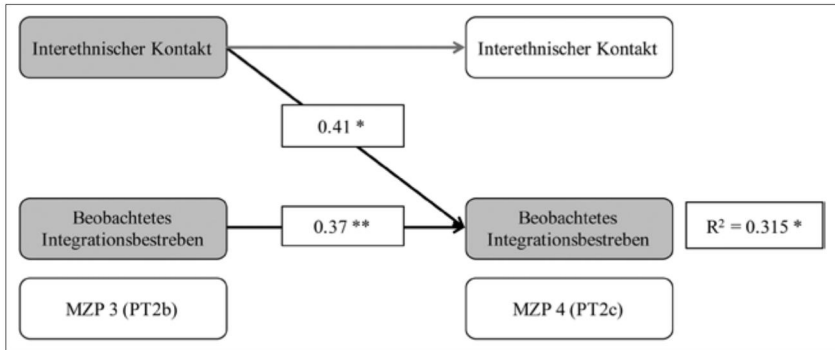 Interethnischer Kontakt
Interethnischer Kontakt
0.41 *
Beobachtetes
Integrationsbestreben
0.37 **
Beobachtetes
Integrationsbestreben
R² = 0.315 *
MZP 3 (PT2b)
MZP 4 (PT2c)